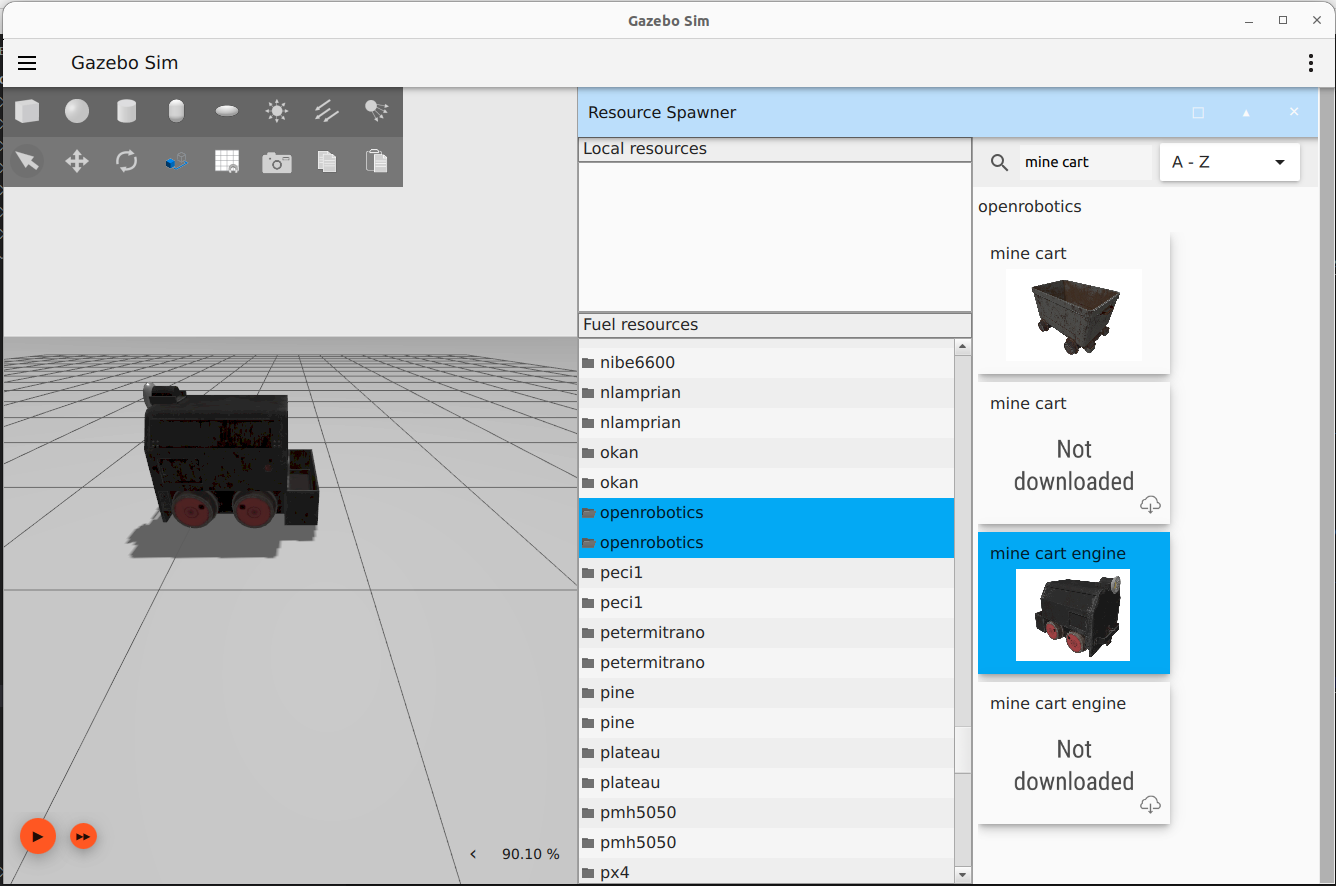 Gazebo Sim
Gazebo Sim
Resource Spawner
Local resources
mine cart
A - Z
openrobotics
mine cart
Fuel resources
nibe6600
nlamprian
nlamprian
okan
okan
openrobotics
openrobotics
peci1
peci1
petermitrano
petermitrano
pine
pine
plateau
plateau
pmh5050
pmh5050
px4
mine cart
Not
downloaded
mine cart engine
mine cart engine
Not
downloaded
90.10 %